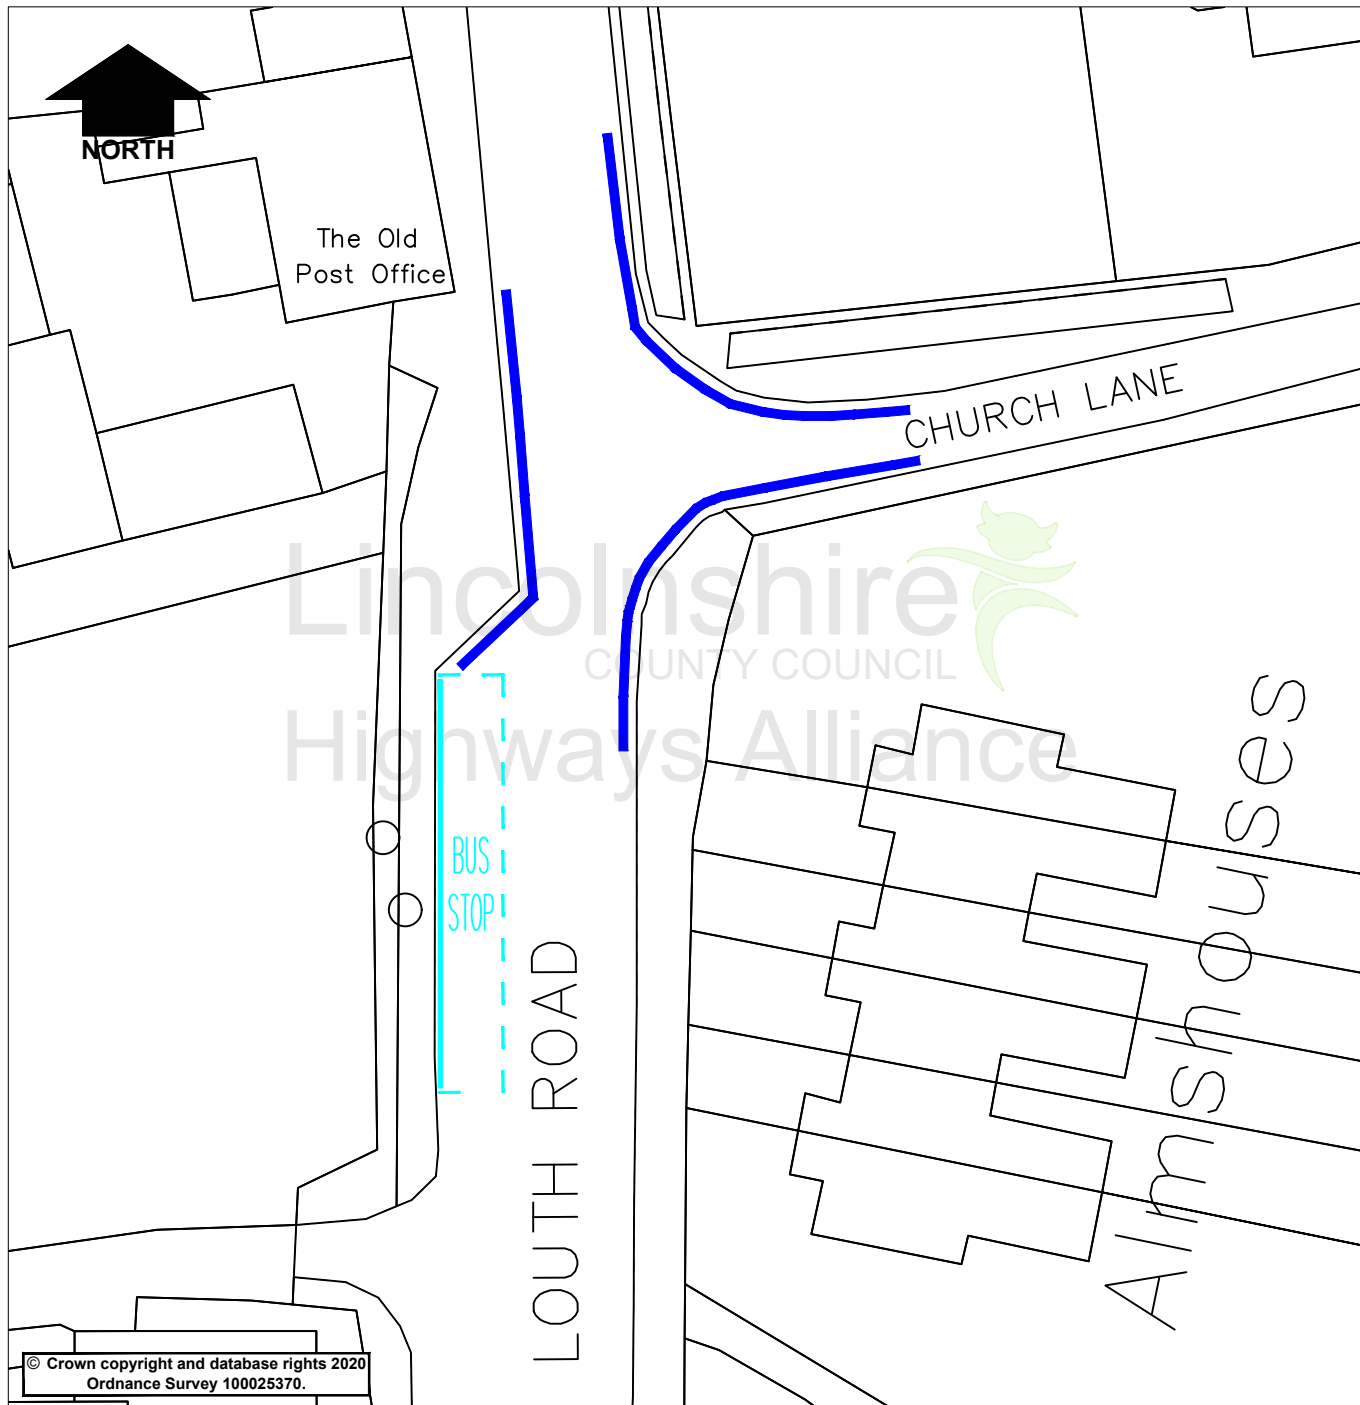 NORTH
The Old
Post Office
CHURCH LANE
Lincolnshire
COUNTY COUNCIL
Highways Alliance
BUS
STOP
LOUTH ROAD
Almshouses
© Crown copyright and database rights 2020
Ordnance Survey 100025370.